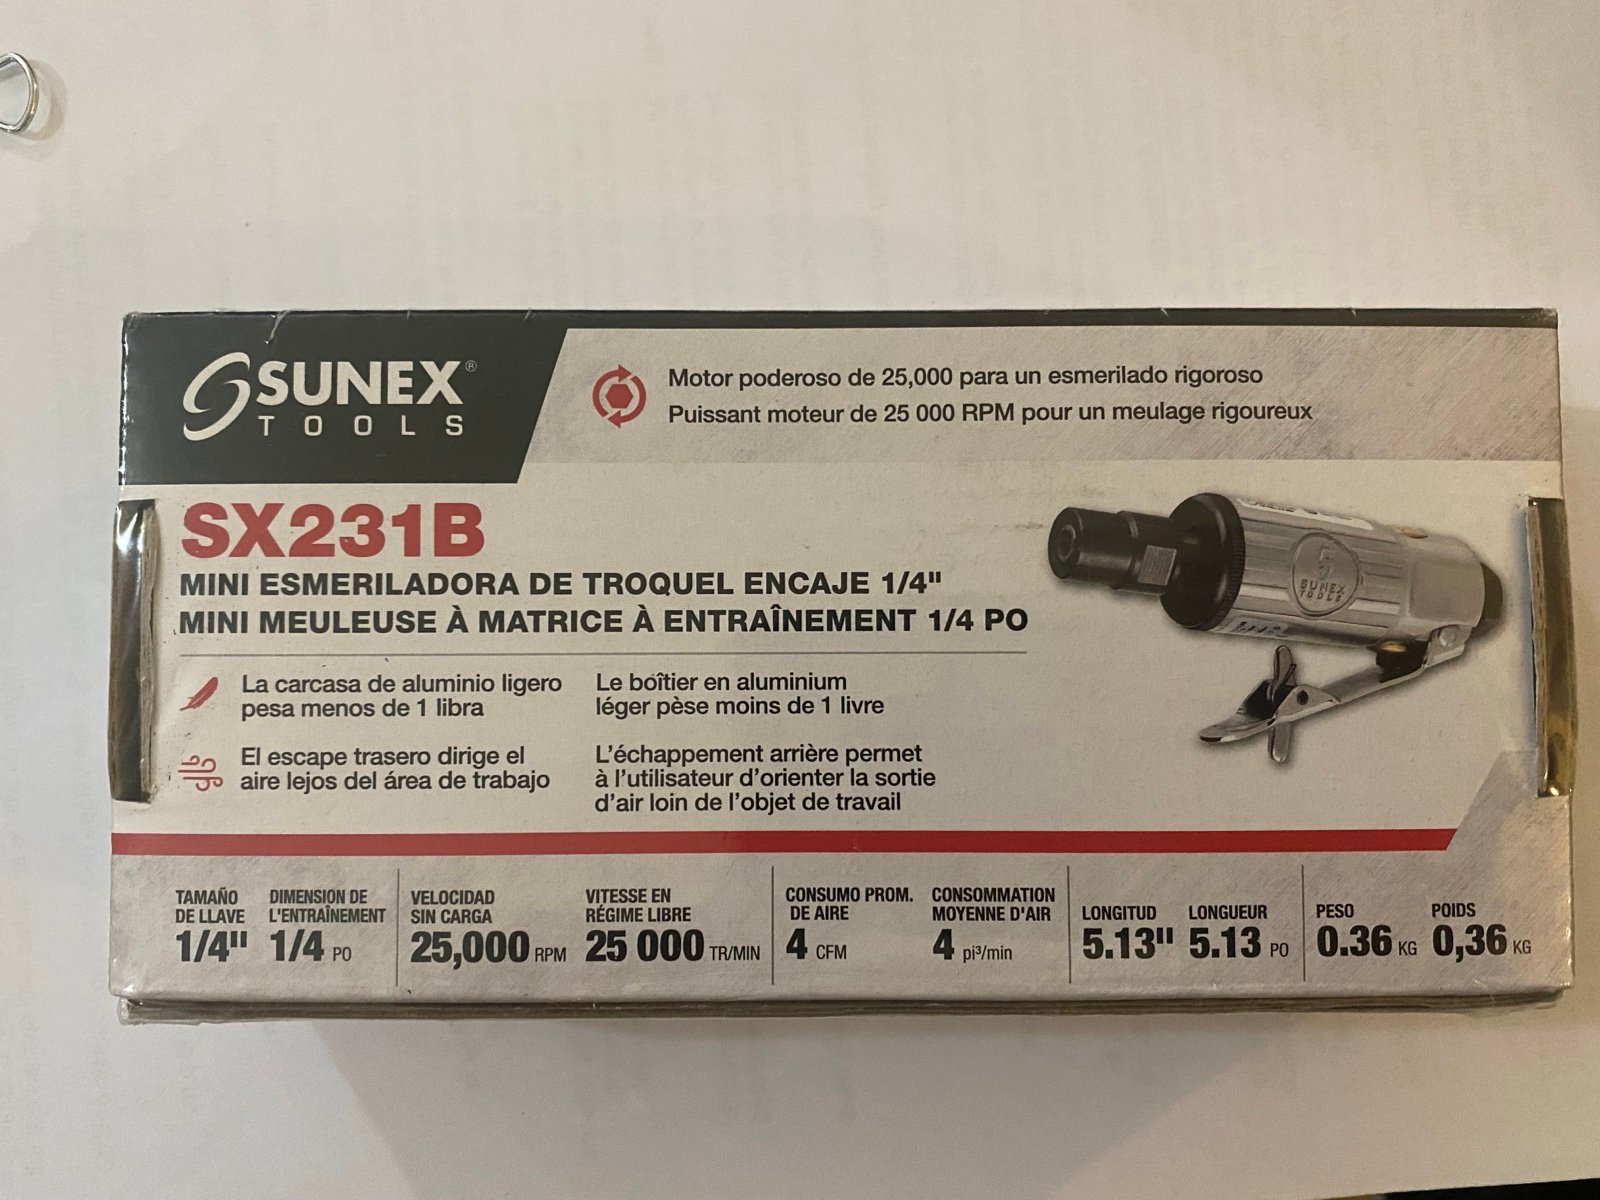 SUNEX®
TOOLS
Motor poderoso de 25,000 para un esmerilado rigoroso
Puissant moteur de 25 000 RPM pour un meulage rigoureux
SX231B
MINI ESMERILADORA DE TROQUEL ENCAJE 1/4"
MINI MEULEUSE À MATRICE À ENTRAÎNEMENT 1/4 PO
La carcasa de aluminio ligero
pesa menos de 1 libra
Le boîtier en aluminium
léger pèse moins de 1 livre
El escape trasero dirige el
aire lejos del área de trabajo
L'échappement arrière permet
à l'utilisateur d'orienter la sortie
d'air loin de l'objet de travail
TAMAÑO
DE LLAVE
1/4"
DIMENSION DE
L'ENTRAÎNEMENT
1/4 PO
VELOCIDAD
SIN CARGA
25,000 RPM
VITESSE EN
RÉGIME LIBRE
25 000 TR/MIN
CONSUMO PROM.
DE AIRE
4 CFM
CONSOMMATION
MOYENNE D'AIR
4 pi³/min
LONGITUD
5.13"
LONGUEUR
5.13 PO
PESO
0.36 KG
POIDS
0,36 KG